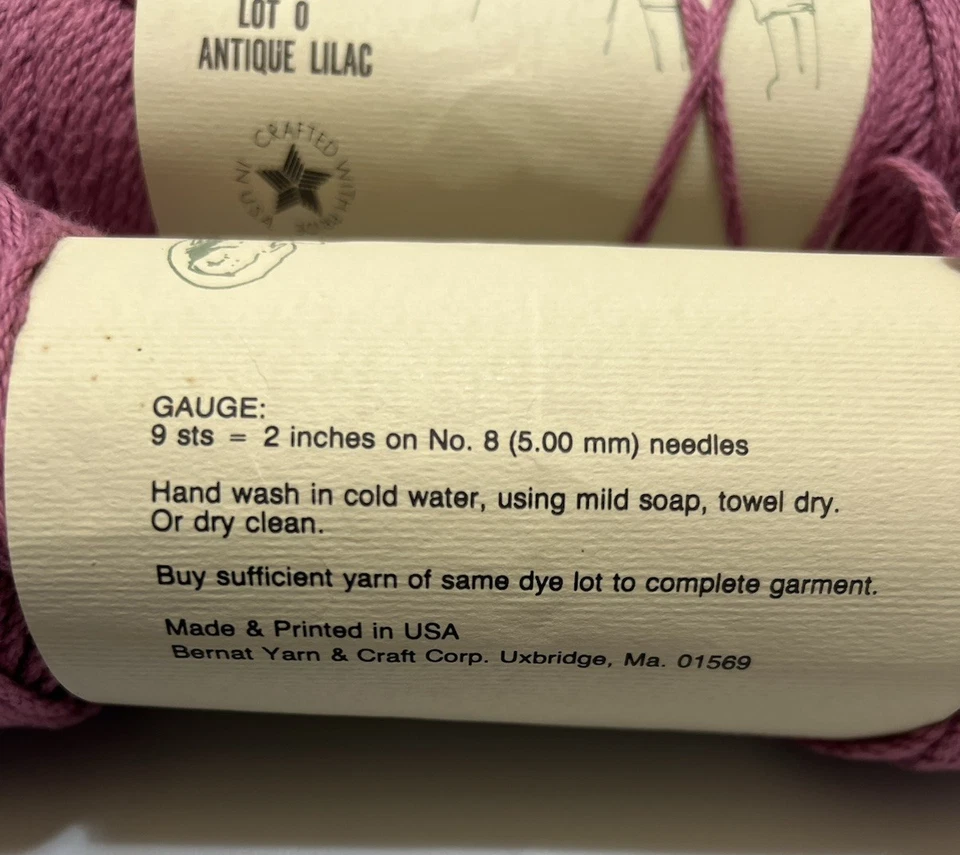 LOT 0
ANTIQUE LILAC
CRAFTED WITH
IN USA
GAUGE:
9 sts = 2 inches on No. 8 (5.00 mm) needles
Hand wash in cold water, using mild soap, towel dry.
Or dry clean.
Buy sufficient yarn of same dye lot to complete garment.
Made & Printed in USA
Bernat Yarn & Craft Corp. Uxbridge, Ma. 01569